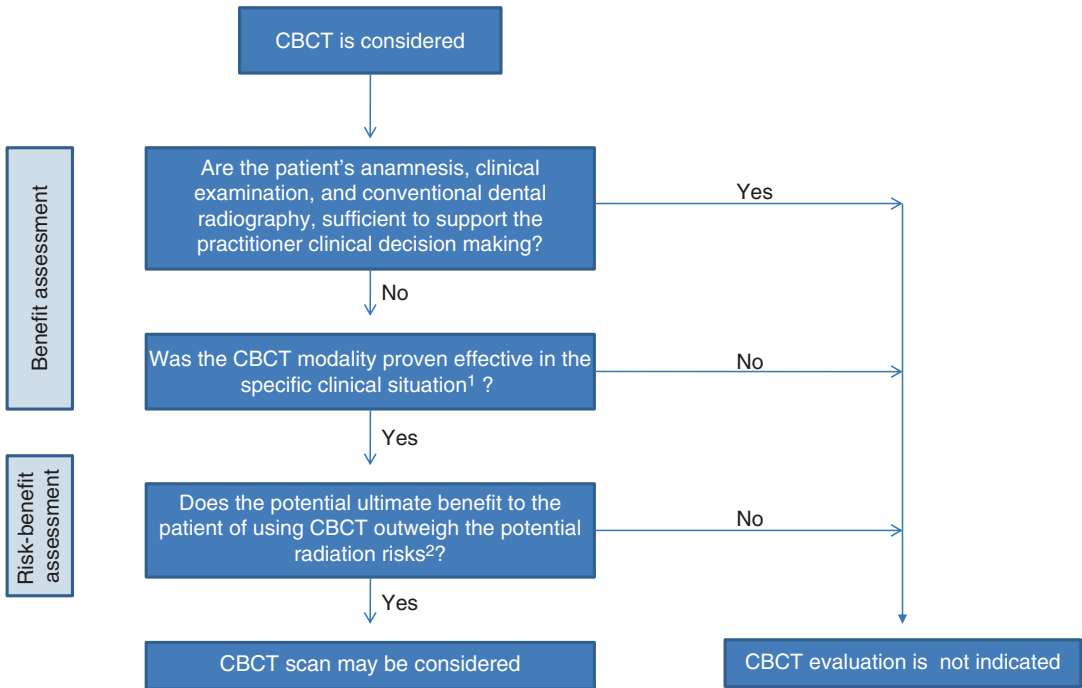 CBCT is considered
Benefit assessment
Are the patient's anamnesis, clinical
examination, and conventional dental
radiography, sufficient to support the
practitioner clinical decision making?
Yes
No
Was the CBCT modality proven effective in the
specific clinical situation1 ?
No
Yes
Risk-benefit
assessment
Does the potential ultimate benefit to the
patient of using CBCT outweigh the potential
radiation risks2?
No
Yes
CBCT scan may be considered
CBCT evaluation is not indicated